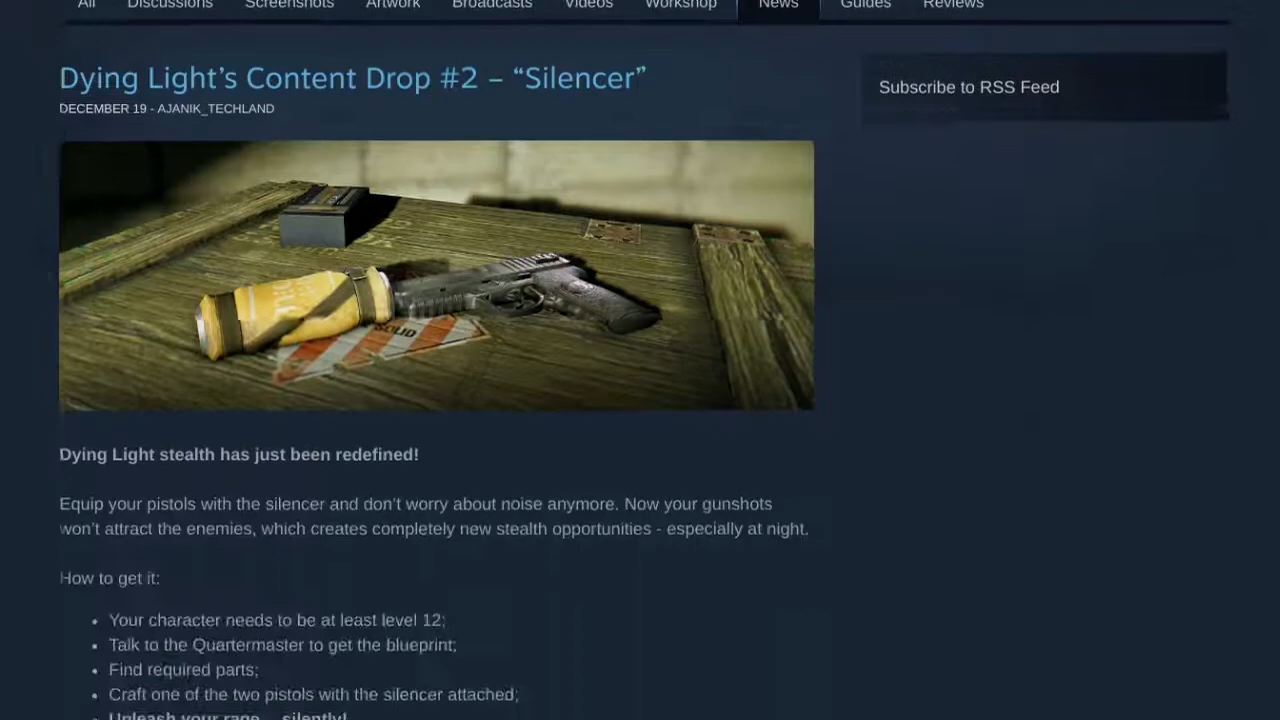 All Discussions Screenshots Artwork Broadcasts Videos Workshop News Guides Reviews
Dying Light’s Content Drop #2 – “Silencer”
DECEMBER 19 - AJANIK_TECHLAND
Subscribe to RSS Feed
SOLID
Dying Light stealth has just been redefined!
Equip your pistols with the silencer and don’t worry about noise anymore. Now your gunshots
won’t attract the enemies, which creates completely new stealth opportunities - especially at night.
How to get it:
• Your character needs to be at least level 12;
• Talk to the Quartermaster to get the blueprint;
• Find required parts;
• Craft one of the two pistols with the silencer attached;
• Unleash your rage... silently!